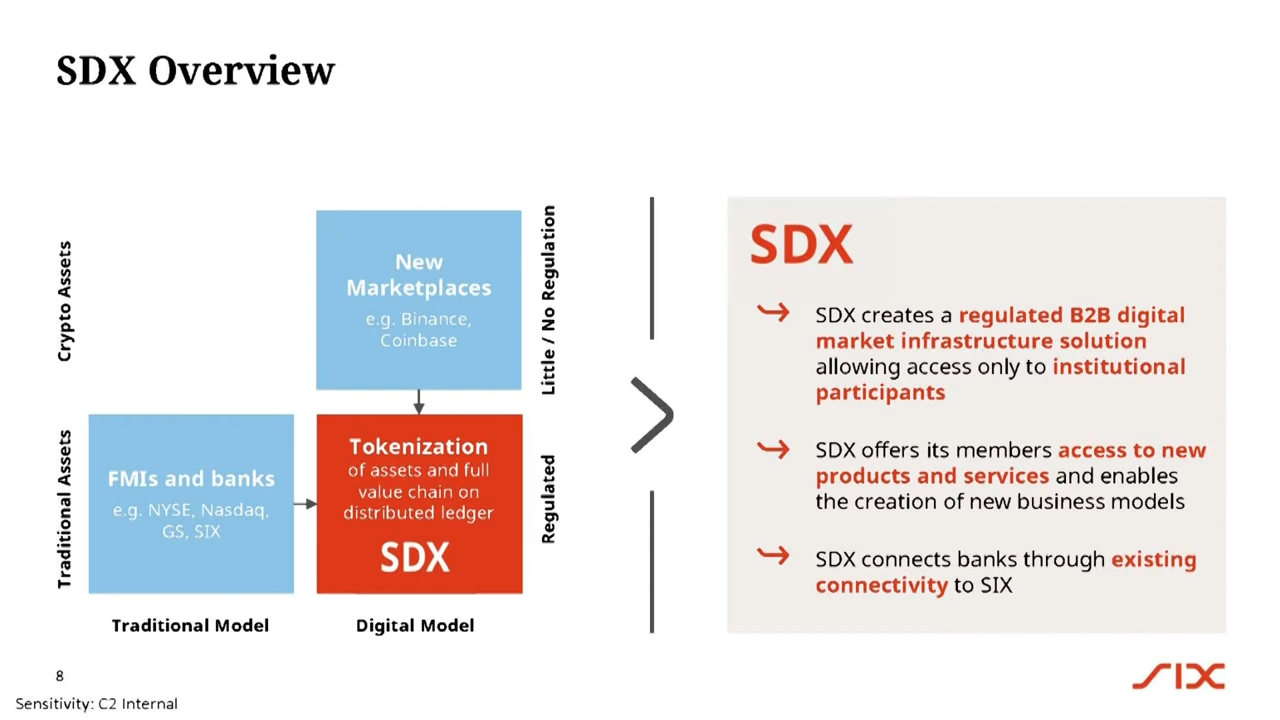 SDX Overview
Crypto Assets
New
Marketplaces
e.g. Binance,
Coinbase
Little / No Regulation
Traditional Assets
FMIs and banks
e.g. NYSE, Nasdaq,
GS, SIX
Tokenization
of assets and full
value chain on
distributed ledger
SDX
Regulated
Traditional Model
Digital Model
SDX
SDX creates a regulated B2B digital
market infrastructure solution
allowing access only to institutional
participants
SDX offers its members access to new
products and services and enables
the creation of new business models
SDX connects banks through existing
connectivity to SIX
8
Sensitivity: C2 Internal
SIX